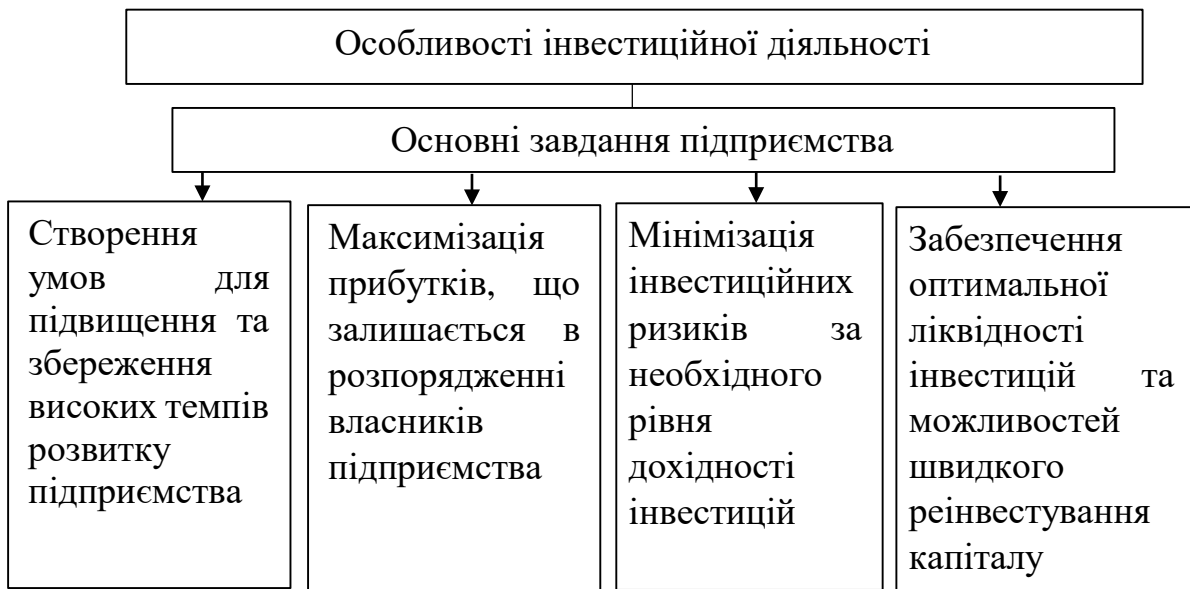 Особливості інвестиційної діяльності
Основні завдання підприємства
Створення
умов для
підвищення та
збереження
високих темпів
розвитку
підприємства
Максимізація
прибутків, що
залишається в
розпорядженні
власників
підприємства
Мінімізація
інвестиційних
ризиків за
необхідного
рівня
дохідності
інвестицій
Забезпечення
оптимальної
ліквідності
інвестицій та
можливостей
швидкого
реінвестування
капіталу